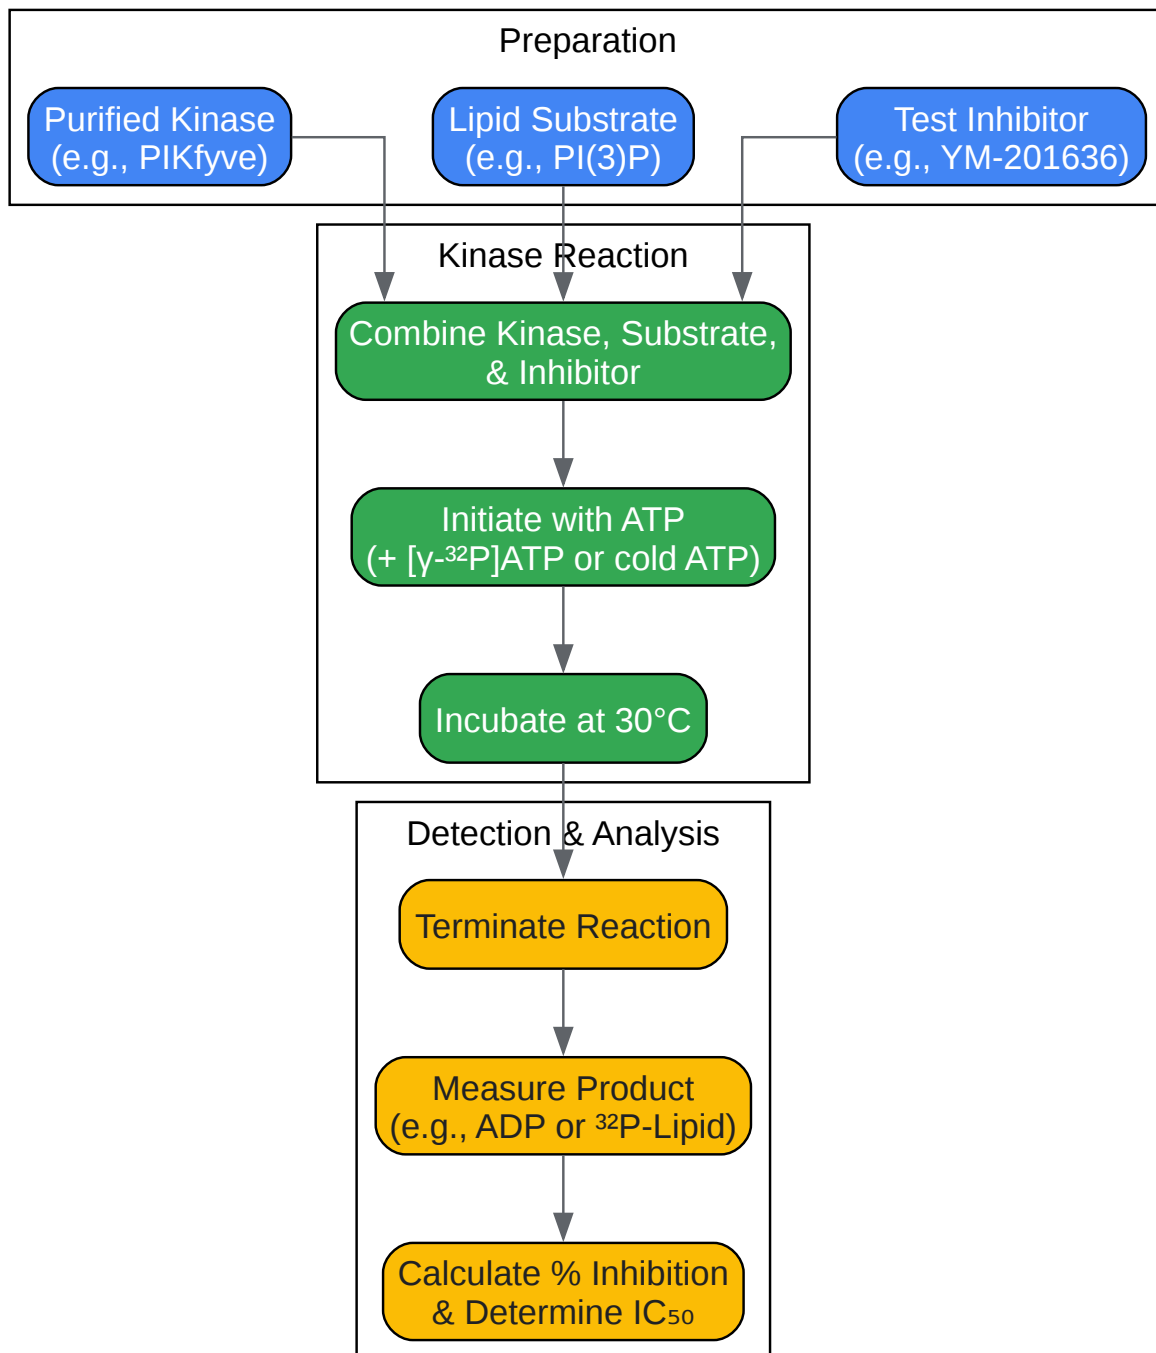 Preparation
Purified Kinase
(e.g., PIKfyve)
Lipid Substrate
(e.g., PI(3)P)
Test Inhibitor
(e.g., YM-201636)
Kinase Reaction
Combine Kinase, Substrate,
& Inhibitor
Initiate with ATP
(+ [γ-³²P]ATP or cold ATP)
Incubate at 30°C
Detection & Analysis
Terminate Reaction
Measure Product
(e.g., ADP or ³²P-Lipid)
Calculate % Inhibition
& Determine IC₅₀